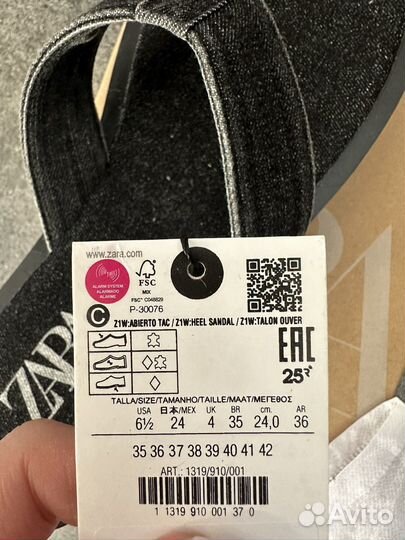 ZARA
www.zara.com
ALARM SYSTEM
ALARMADO
ALARME
FSC
MIX
FSC® C048829
C P-30076
Z1W:ABIERTO TAC / Z1W:HEEL SANDAL / Z1W:TALON OUVER
EAC
TALLA/SIZE/TAMANHO/TAILLE/MAAT/ΜΕΓΕΘΟΣ
USA 日本 / MX UK BR cm. AR
6½ 24 4 35 24,0 36
35 36 37 38 39 40 41 42
ART.: 1319/910/001
1 1319 910 001 37 0
Avito